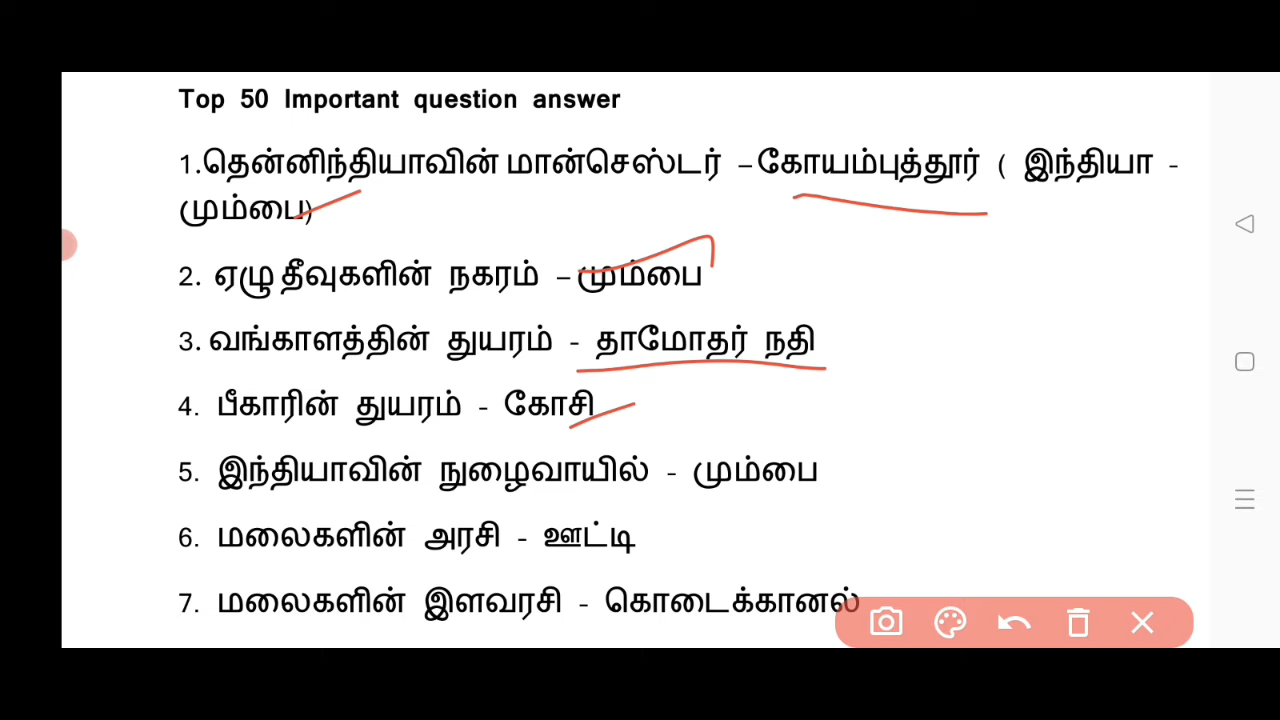 Top 50 Important question answer
1.தென்னிந்தியாவின் மான்செஸ்டர் – கோயம்புத்தூர் ( இந்தியா -
மும்பை)
2. ஏழு தீவுகளின் நகரம் – மும்பை
3. வங்காளத்தின் துயரம் - தாமோதர் நதி
4. பீகாரின் துயரம் - கோசி
5. இந்தியாவின் நுழைவாயில் - மும்பை
6. மலைகளின் அரசி - ஊட்டி
7. மலைகளின் இளவரசி - கொடைக்கானல்